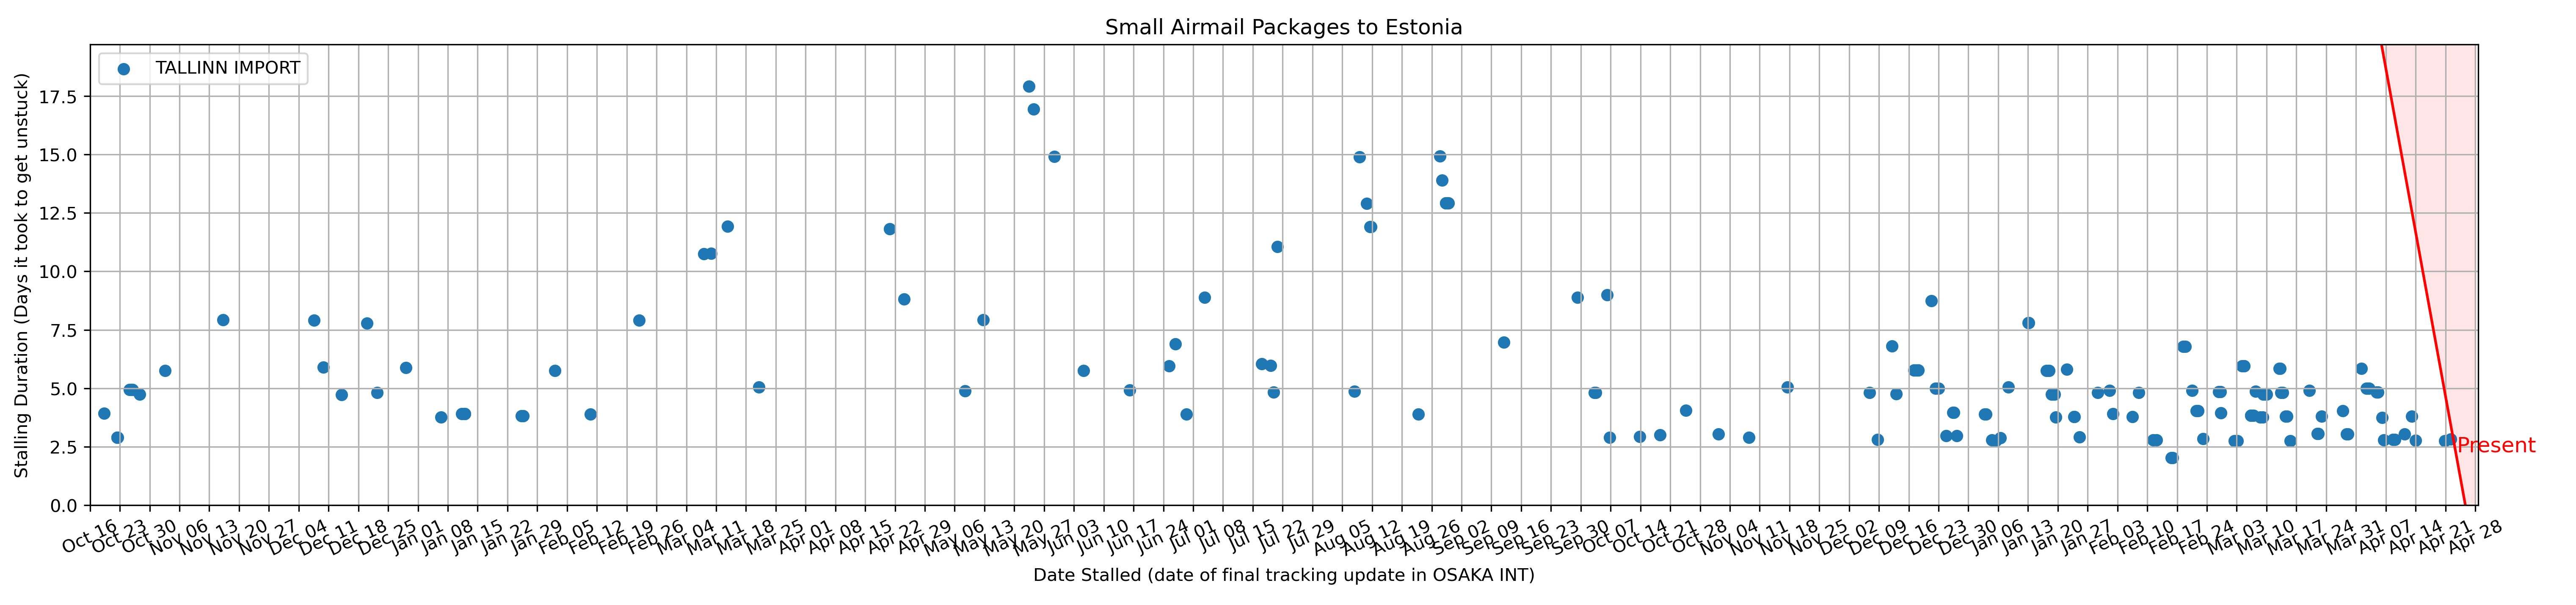 Small Airmail Packages to Estonia
TALLINN IMPORT
Stalling Duration (Days it took to get unstuck)
17.5
15.0
12.5
10.0
7.5
5.0
2.5
0.0
Present
Oct 16
Oct 23
Oct 30
Nov 06
Nov 13
Nov 20
Nov 27
Dec 04
Dec 11
Dec 18
Dec 25
Jan 01
Jan 08
Jan 15
Jan 22
Jan 29
Feb 05
Feb 12
Feb 19
Feb 26
Mar 04
Mar 11
Mar 18
Mar 25
Apr 01
Apr 08
Apr 15
Apr 22
Apr 29
May 06
May 13
May 20
May 27
Jun 03
Jun 10
Jun 17
Jun 24
Jul 01
Jul 08
Jul 15
Jul 22
Jul 29
Aug 05
Aug 12
Aug 19
Aug 26
Sep 02
Sep 09
Sep 16
Sep 23
Sep 30
Oct 07
Oct 14
Oct 21
Oct 28
Nov 04
Nov 11
Nov 18
Nov 25
Dec 02
Dec 09
Dec 16
Dec 23
Dec 30
Jan 06
Jan 13
Jan 20
Jan 27
Feb 03
Feb 10
Feb 17
Feb 24
Mar 03
Mar 10
Mar 17
Mar 24
Mar 31
Apr 07
Apr 14
Apr 21
Apr 28
Date Stalled (date of final tracking update in OSAKA INT)